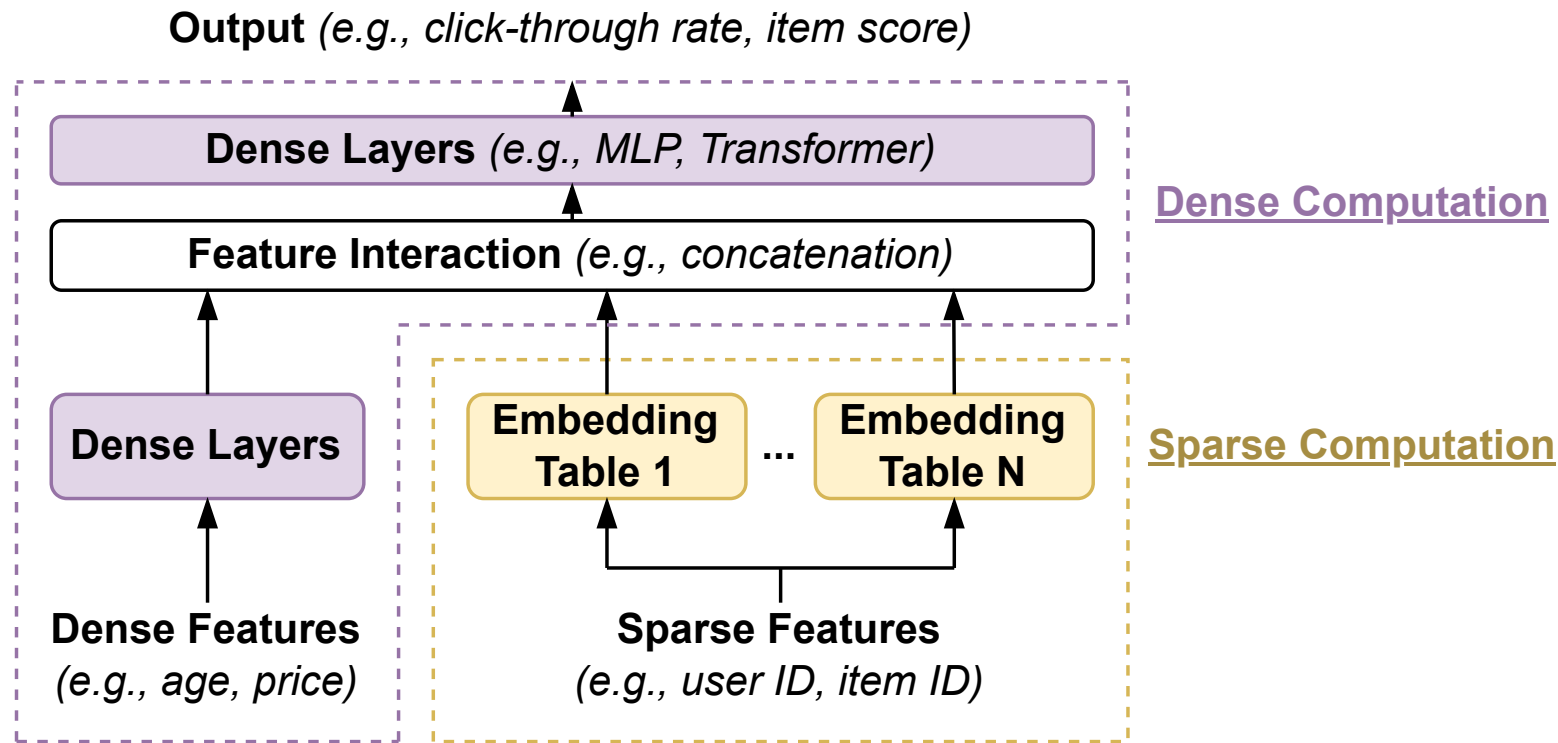 Output (e.g., click-through rate, item score)
Dense Layers (e.g., MLP, Transformer)
Dense Computation
Feature Interaction (e.g., concatenation)
Dense Layers
Embedding
Table 1
...
Embedding
Table N
Sparse Computation
Dense Features
(e.g., age, price)
Sparse Features
(e.g., user ID, item ID)